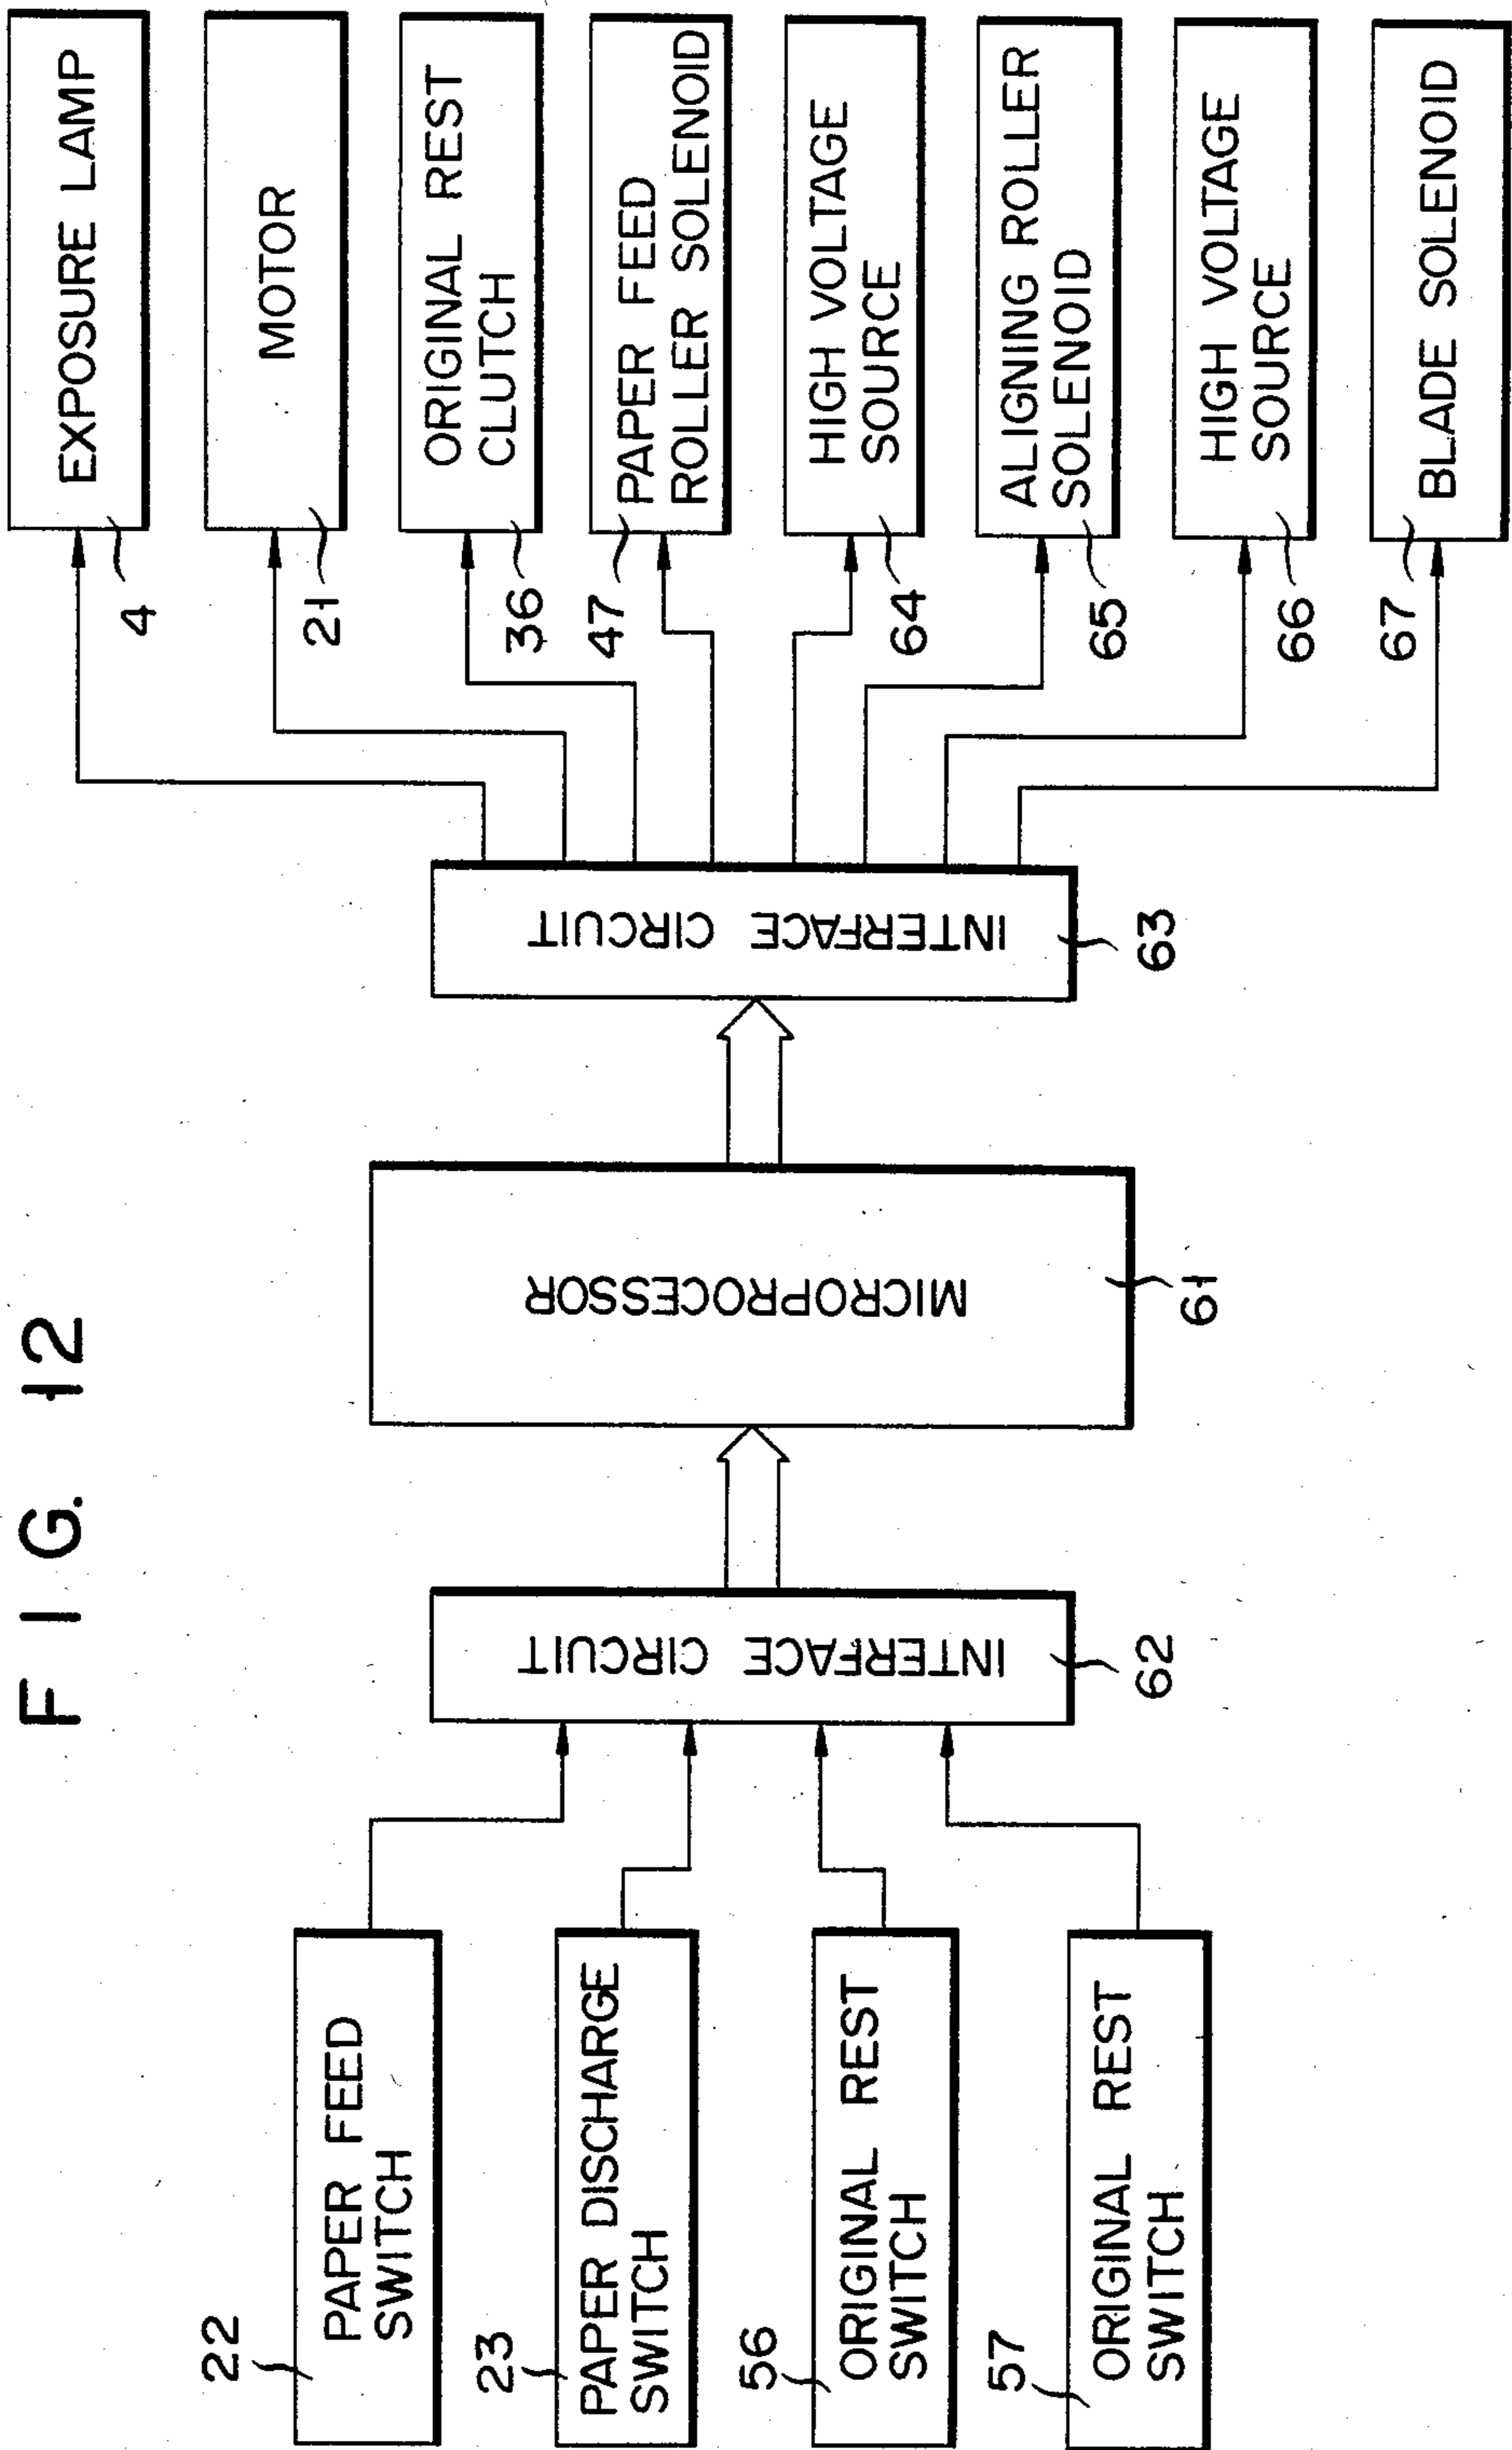 F I G. 12
22
PAPER FEED
SWITCH
23
PAPER DISCHARGE
SWITCH
56
ORIGINAL REST
SWITCH
57
ORIGINAL REST
SWITCH
INTERFACE CIRCUIT
62
MICROPROCESSOR
61
INTERFACE CIRCUIT
63
EXPOSURE LAMP
4
MOTOR
21
ORIGINAL REST
CLUTCH
36
PAPER FEED
ROLLER SOLENOID
47
HIGH VOLTAGE
SOURCE
64
ALIGNING ROLLER
SOLENOID
65
HIGH VOLTAGE
SOURCE
66
BLADE SOLENOID
67